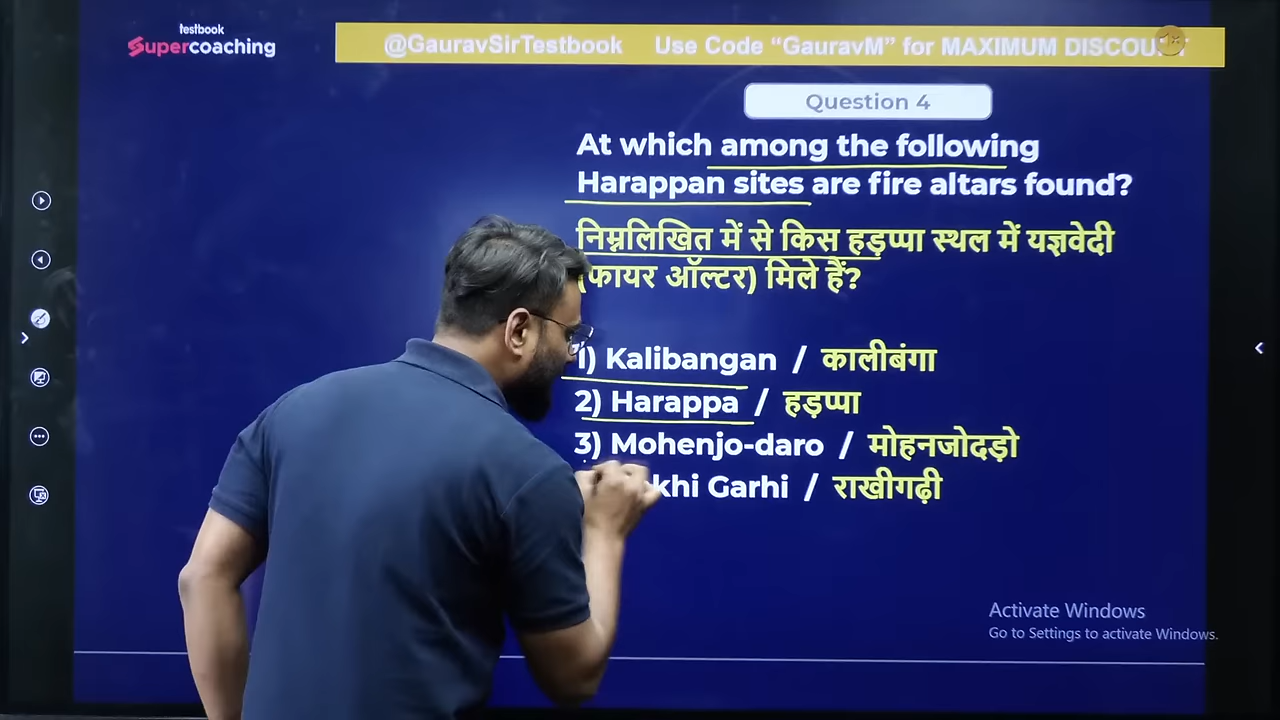 testbook
Supercoaching
@GauravSirTestbook Use Code “GauravM” for MAXIMUM
Question 4
At which among the following
Harappan sites are fire altars found?
निम्नलिखित में से किस हड़प्पा स्थल में यज्ञवेदी
(फायर ऑल्टर) मिले हैं?
1) Kalibangan / कालीबंगा
2) Harappa / हड़प्पा
3) Mohenjo-daro / मोहनजोदड़ो
Garhi / राखीगढ़ी
Activate Windows
Go to Settings to activate Windows.